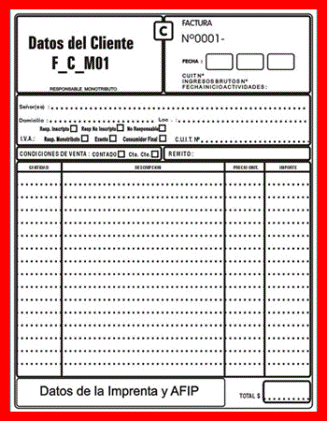 Datos del Cliente
F_C_M01
RESPONSABLE MONOTRIBUTO
C
FACTURA
Nº0001-
FECHA :
CUIT Nº
INGRESOS BRUTOS Nº
FECHA INICIO ACTIVIDADES:
Señor(es) :
Domicilio : Loc. :
I.V.A. : Resp. Inscripto Resp No Inscripto No Responsable
Resp. Monotributo Exento Consumidor Final C.U.I.T. Nº
CONDICIONES DE VENTA : CONTADO Cta. Cte. REMITO:
CANTIDAD DESCRIPCION PRECIO UNIT. IMPORTE
Datos de la Imprenta y AFIP
TOTAL $